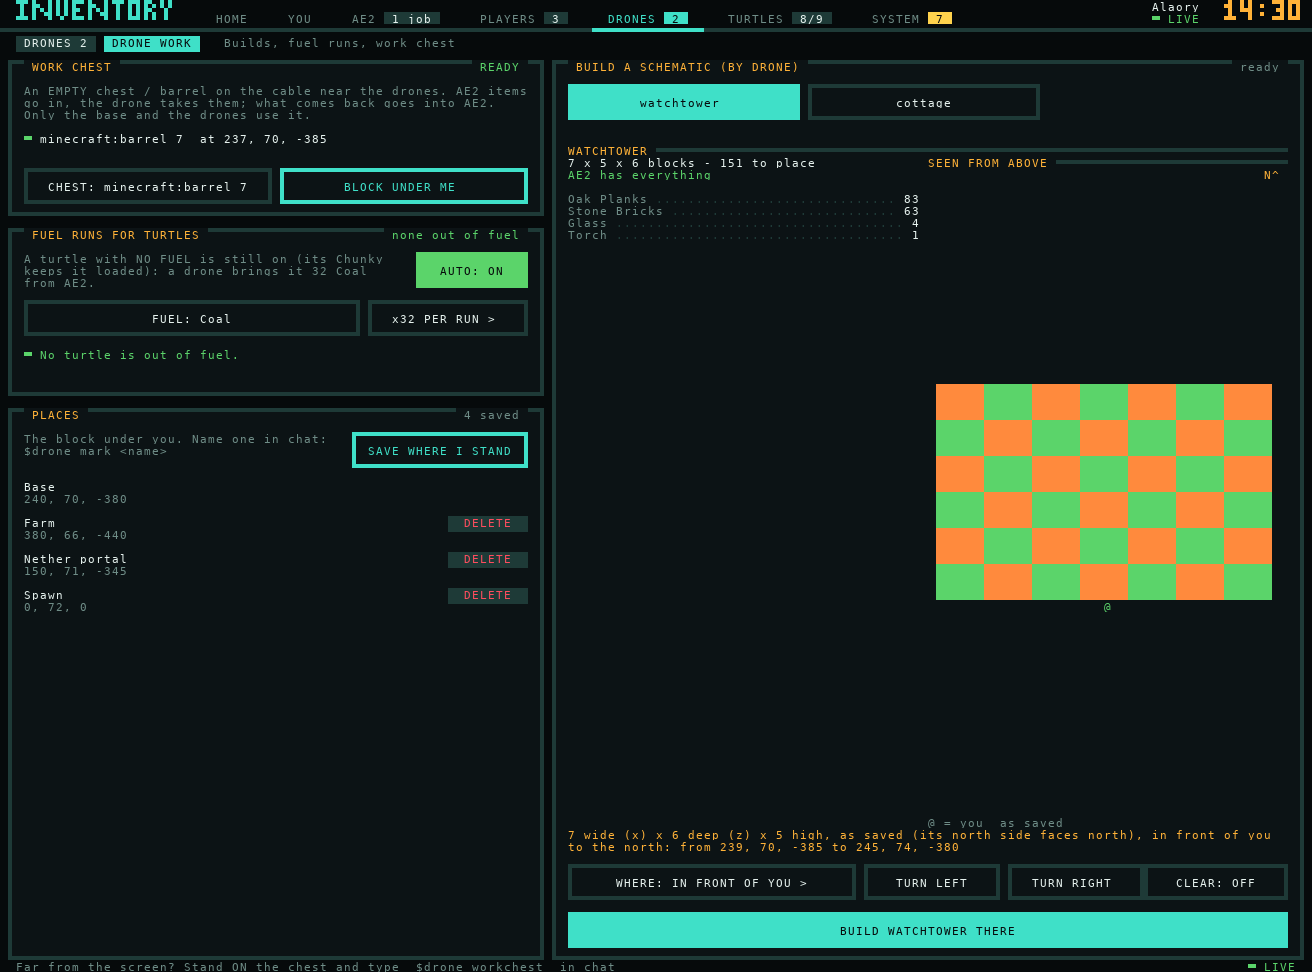 INVENTORY
HOME YOU AE2 1 job PLAYERS 3 DRONES 2 TURTLES 8/9 SYSTEM 7
Alaory
LIVE
14:30
DRONES 2 DRONE WORK Builds, fuel runs, work chest
WORK CHEST READY
An EMPTY chest / barrel on the cable near the drones. AE2 items
go in, the drone takes them; what comes back goes into AE2.
Only the base and the drones use it.
minecraft:barrel 7 at 237, 70, -385
CHEST: minecraft:barrel 7
BLOCK UNDER ME
FUEL RUNS FOR TURTLES none out of fuel
A turtle with NO FUEL is still on (its Chunky
keeps it loaded): a drone brings it 32 Coal
from AE2.
AUTO: ON
FUEL: Coal
x32 PER RUN >
No turtle is out of fuel.
PLACES 4 saved
The block under you. Name one in chat:
$drone mark <name>
SAVE WHERE I STAND
Base
240, 70, -380
Farm
380, 66, -440
DELETE
Nether portal
150, 71, -345
DELETE
Spawn
0, 72, 0
DELETE
BUILD A SCHEMATIC (BY DRONE) ready
watchtower
cottage
WATCHTOWER
7 x 5 x 6 blocks - 151 to place
AE2 has everything
Oak Planks .............................. 83
Stone Bricks ............................ 63
Glass .................................... 4
Torch .................................... 1
SEEN FROM ABOVE
N^
@
@ = you as saved
7 wide (x) x 6 deep (z) x 5 high, as saved (its north side faces north), in front of you
to the north: from 239, 70, -385 to 245, 74, -380
WHERE: IN FRONT OF YOU >
TURN LEFT
TURN RIGHT
CLEAR: OFF
BUILD WATCHTOWER THERE
Far from the screen? Stand ON the chest and type $drone workchest in chat
LIVE